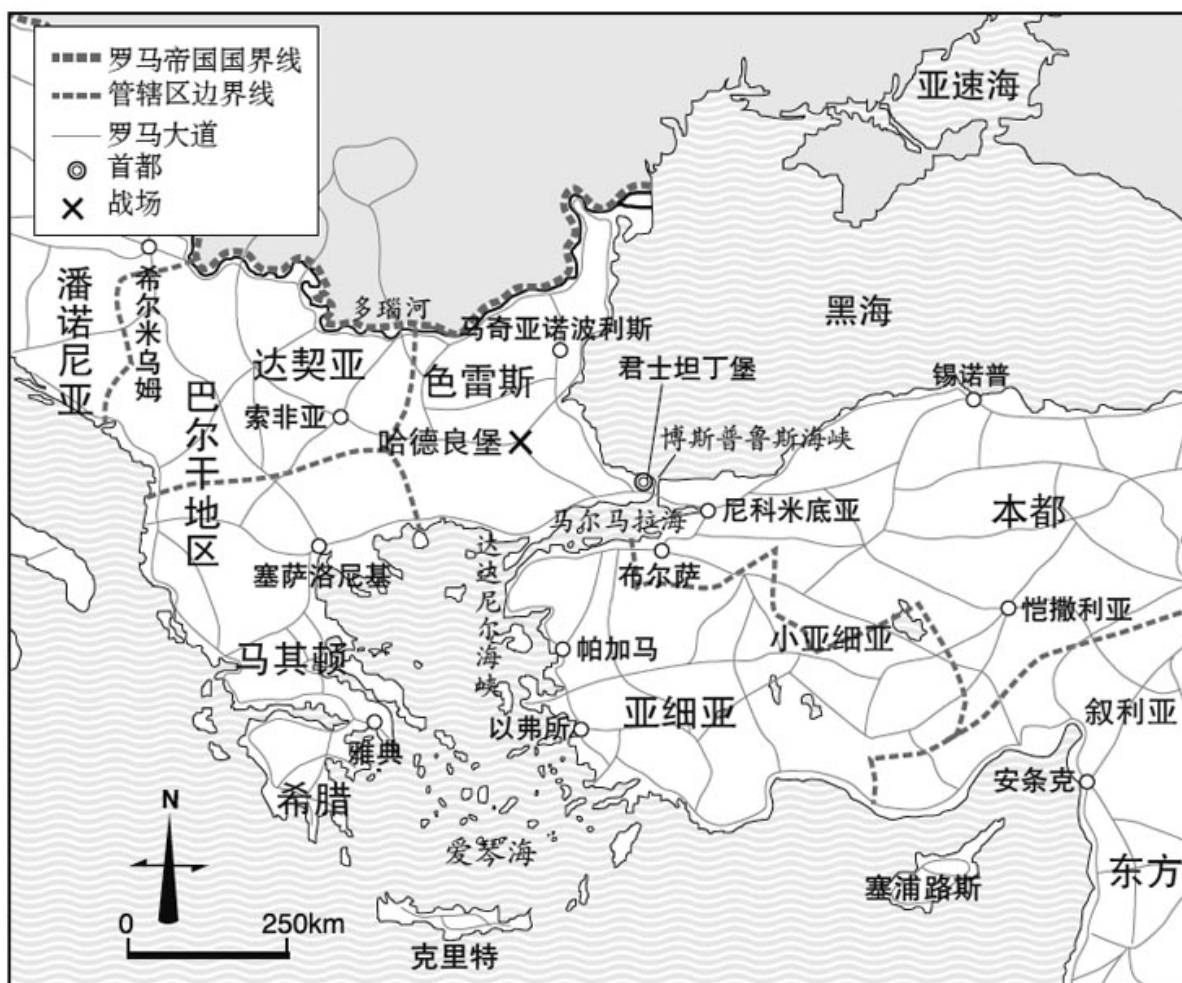 罗马帝国国界线
管辖区边界线
罗马大道
首都
战场
亚速海
潘诺尼亚
希尔米乌姆
多瑙河
马奇亚诺波利斯
黑海
达契亚
色雷斯
君士坦丁堡
锡诺普
巴尔干地区
索非亚
哈德良堡
博斯普鲁斯海峡
马尔马拉海
尼科米底亚
本都
塞萨洛尼基
达达尼尔海峡
布尔萨
恺撒利亚
马其顿
帕加马
小亚细亚
以弗所
亚细亚
叙利亚
雅典
安条克
希腊
N
爱琴海
塞浦路斯
东方
0 250km
克里特